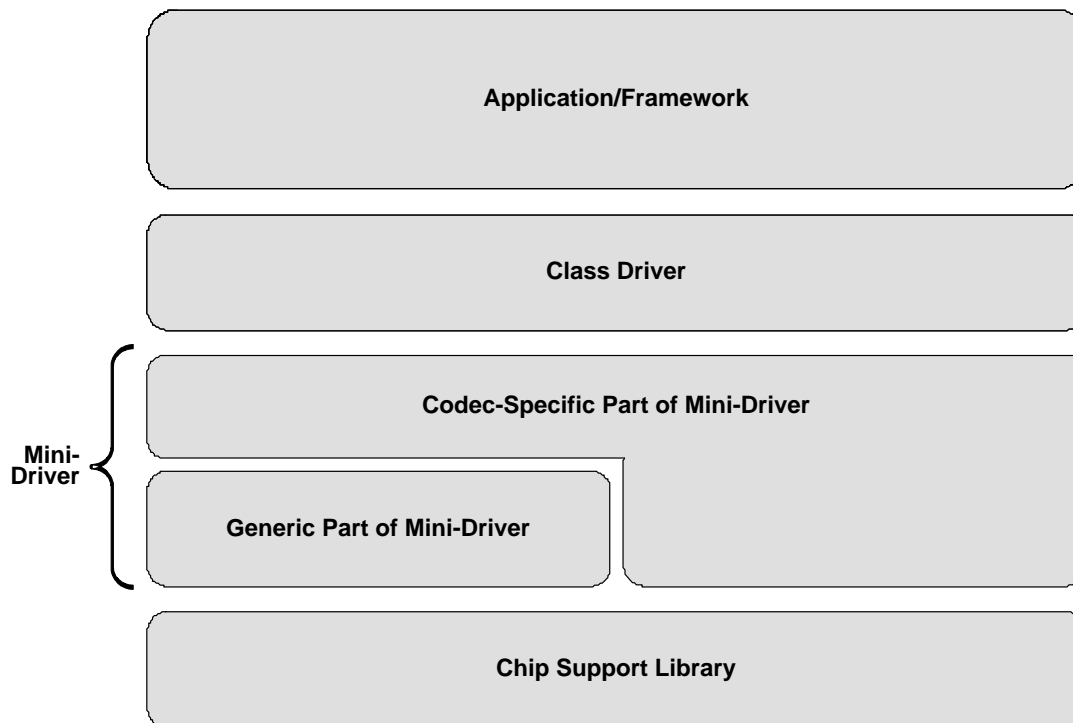 Application/Framework
Class Driver
Codec-Specific Part of Mini-Driver
Mini-
Driver
Generic Part of Mini-Driver
Chip Support Library